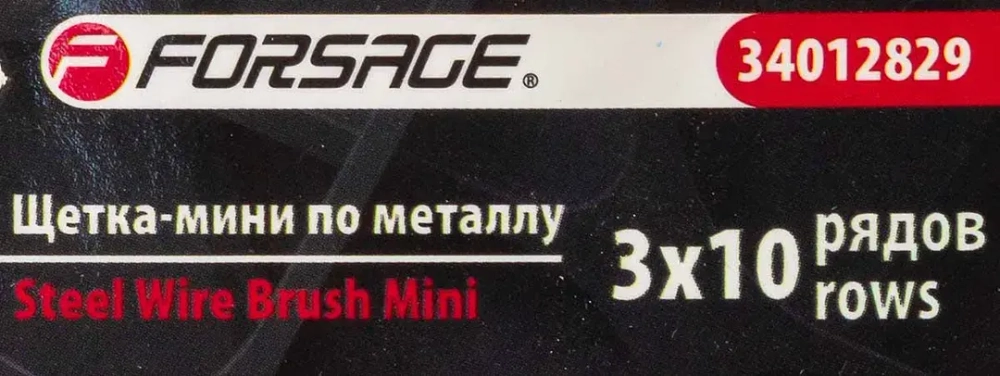 F FORSAGE® 34012829
Щетка-мини по металлу
Steel Wire Brush Mini
3x10 рядов
rows